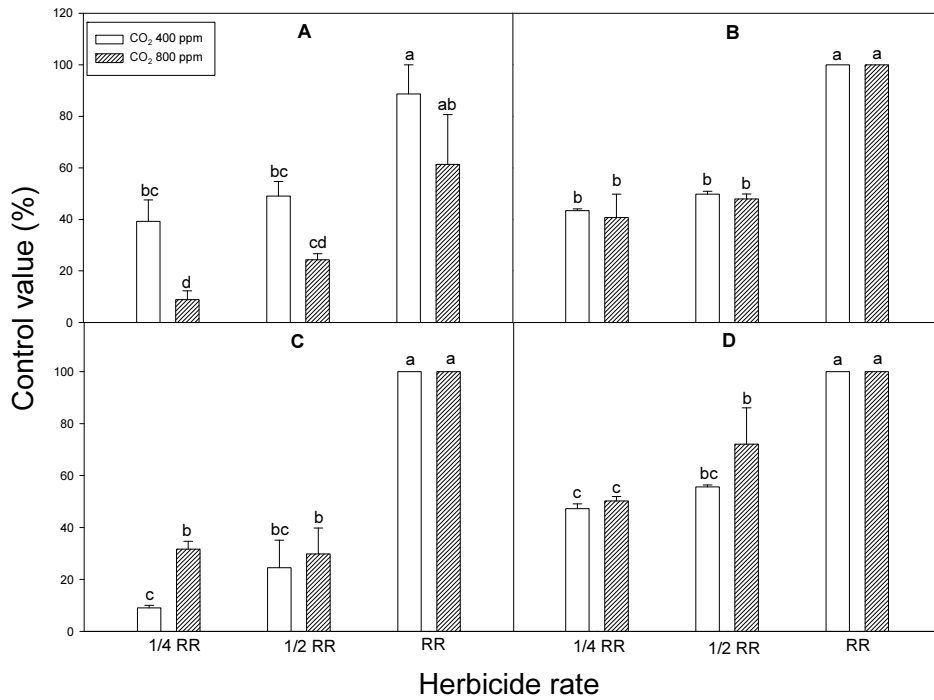 Control value (%)
120
100
80
60
40
20
0
CO2 400 ppm
CO2 800 ppm
A
bc
d
bc
cd
a
ab
B
b
b
b
b
a
a
100
80
60
40
20
0
C
c
b
bc
b
a
a
D
c
c
bc
b
a
a
1/4 RR 1/2 RR RR 1/4 RR 1/2 RR RR
Herbicide rate